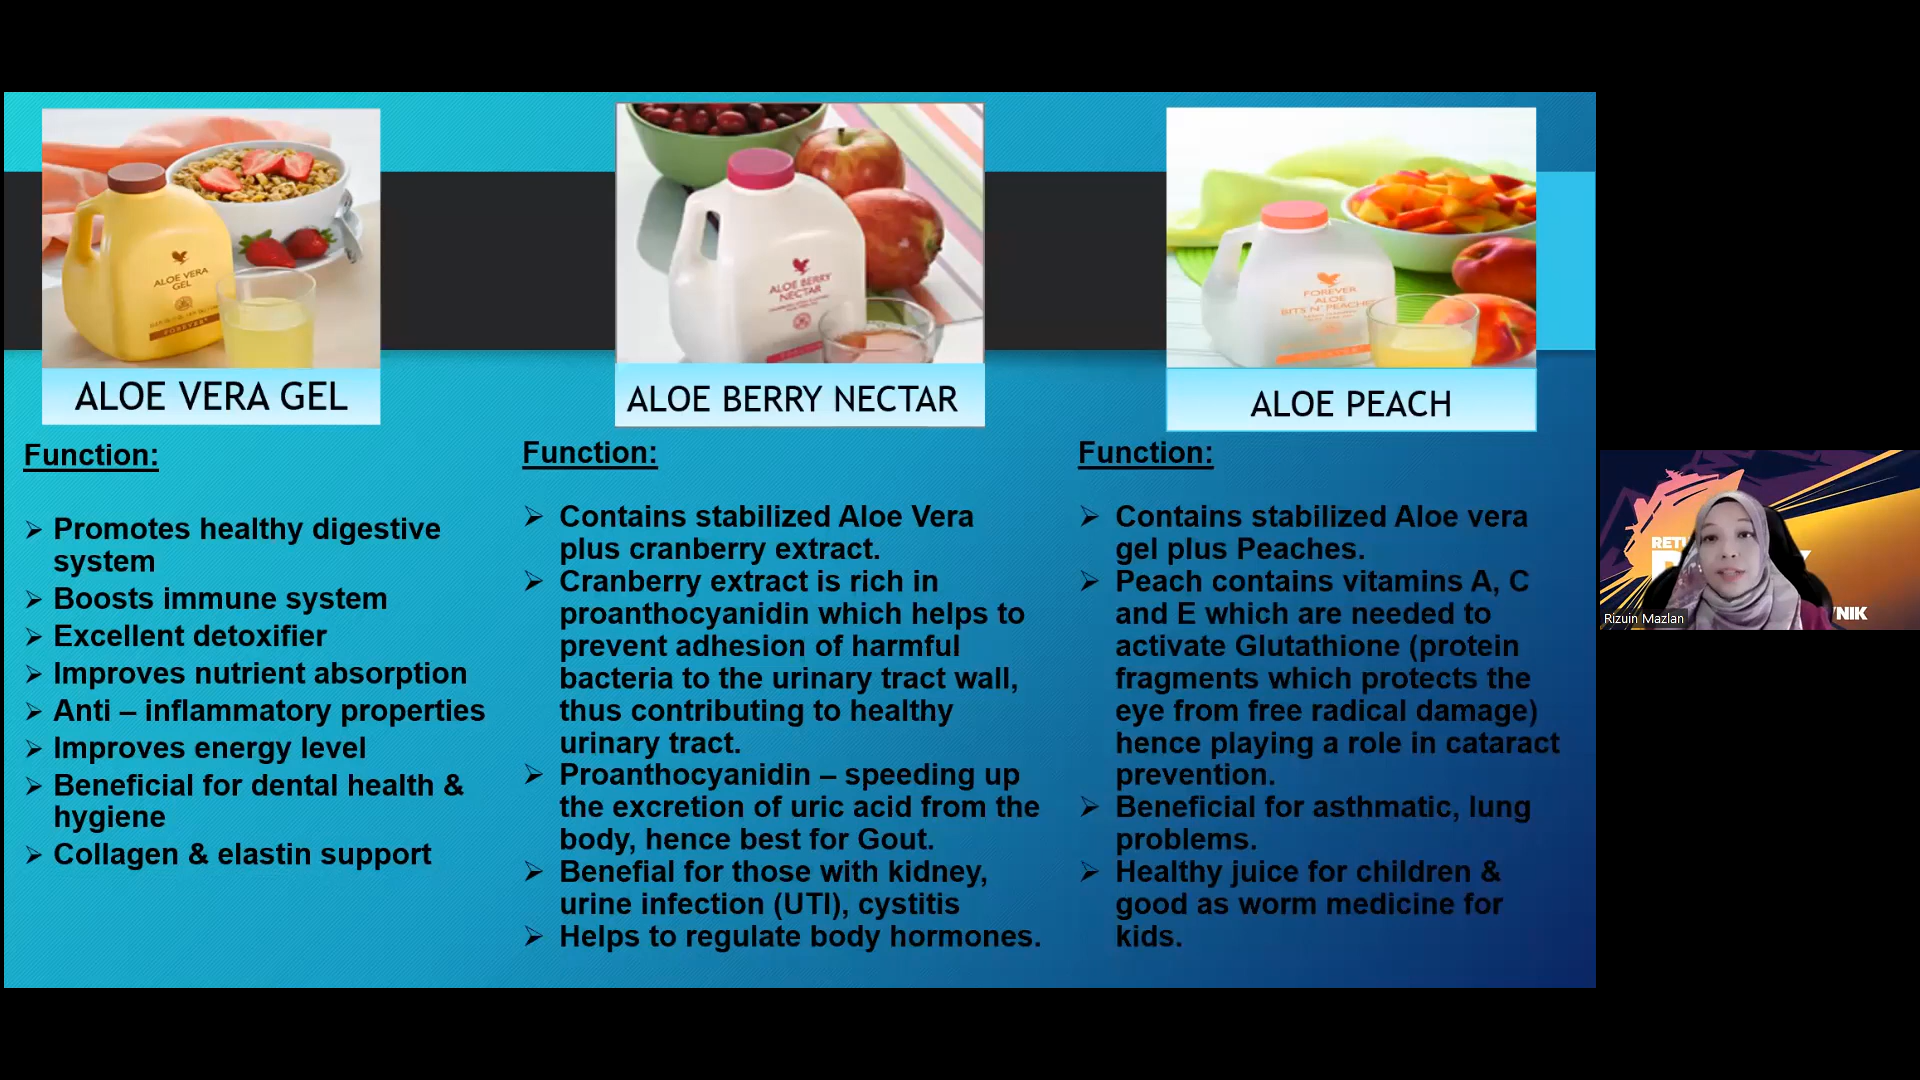 ALOE VERA
GEL
FOREVER
ALOE VERA GEL
Function:
Promotes healthy digestive
system
Boosts immune system
Excellent detoxifier
Improves nutrient absorption
Anti – inflammatory properties
Improves energy level
Beneficial for dental health &
hygiene
Collagen & elastin support
ALOE BERRY
NECTAR
ALOE BERRY NECTAR
Function:
Contains stabilized Aloe Vera
plus cranberry extract.
Cranberry extract is rich in
proanthocyanidin which helps to
prevent adhesion of harmful
bacteria to the urinary tract wall,
thus contributing to healthy
urinary tract.
Proanthocyanidin – speeding up
the excretion of uric acid from the
body, hence best for Gout.
Benefial for those with kidney,
urine infection (UTI), cystitis
Helps to regulate body hormones.
FOREVER
ALOE
BITS N' PEACHES
ALOE PEACH
Function:
Contains stabilized Aloe vera
gel plus Peaches.
Peach contains vitamins A, C
and E which are needed to
activate Glutathione (protein
fragments which protects the
eye from free radical damage)
hence playing a role in cataract
prevention.
Beneficial for asthmatic, lung
problems.
Healthy juice for children &
good as worm medicine for
kids.
Rizuin Mazlan